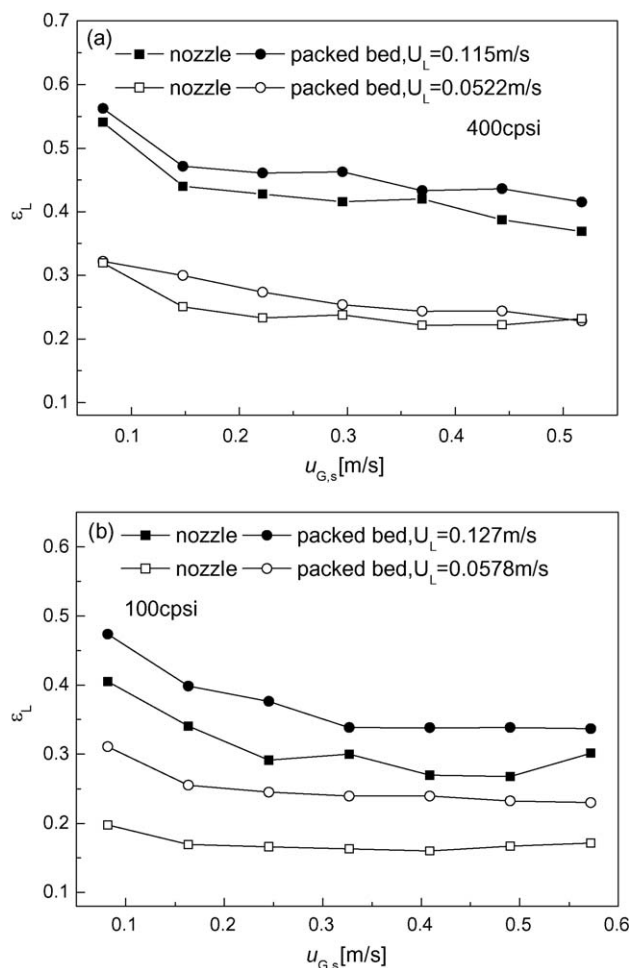 0.7
(a) nozzle packed bed,U_L=0.115m/s
0.6
nozzle packed bed,U_L=0.0522m/s
400cpsi
0.5
ε_L
0.4
0.3
0.2
0.1
0.1 0.2 0.3 0.4 0.5
u_G,s[m/s]
(b) nozzle packed bed,U_L=0.127m/s
0.6
nozzle packed bed,U_L=0.0578m/s
100cpsi
0.5
ε_L
0.4
0.3
0.2
0.1
0.1 0.2 0.3 0.4 0.5 0.6
u_G,s[m/s]